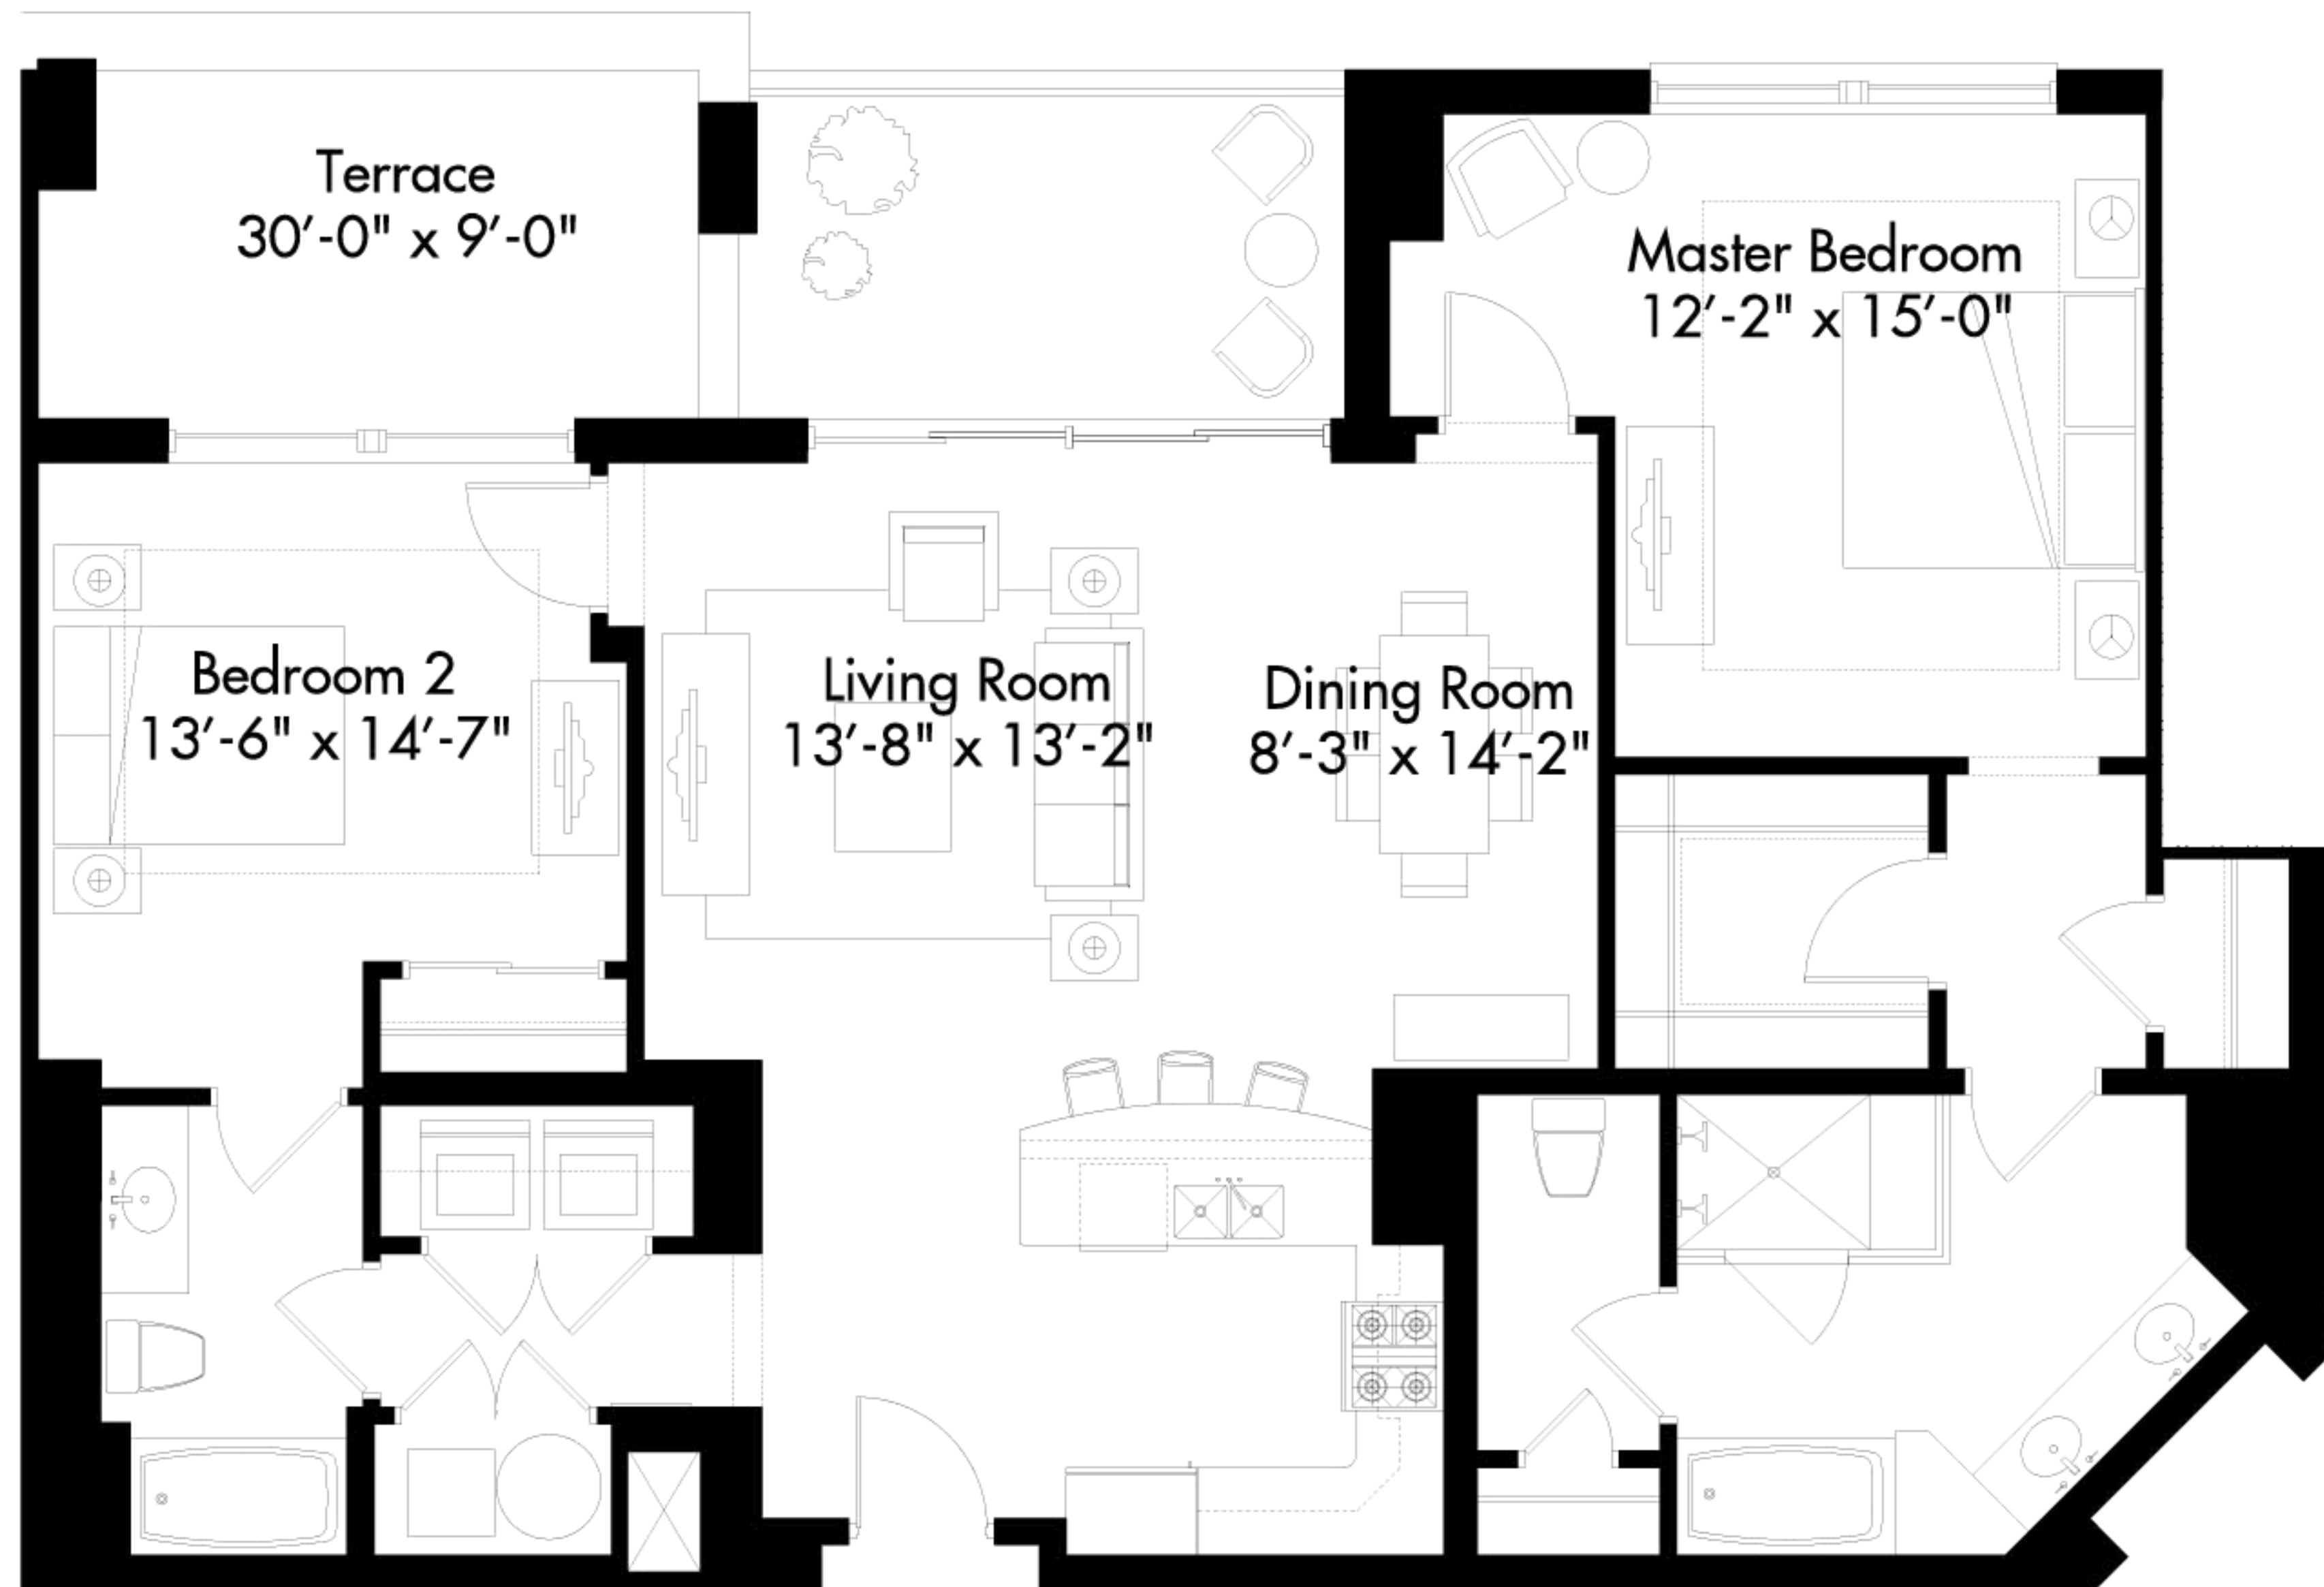 Terrace
30′-0" x 9′-0"
Master Bedroom
12′-2" x 15′-0"
Bedroom 2
13′-6" x 14′-7"
Living Room
13′-8" x 13′-2"
Dining Room
8′-3" x 14′-2"